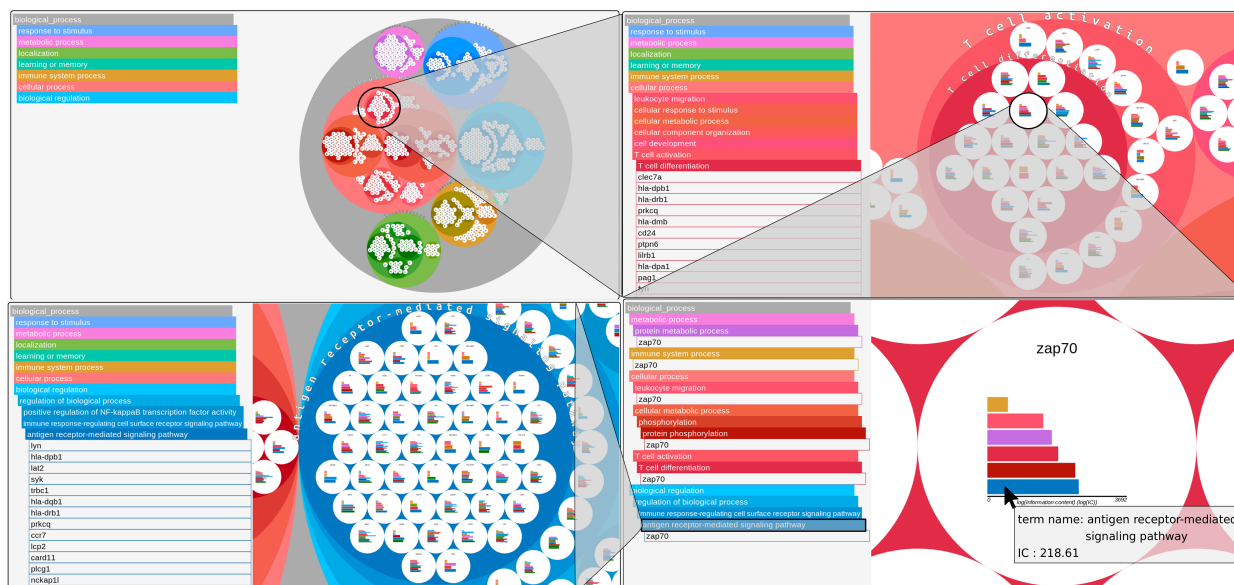 biological_process
response to stimulus
metabolic process
localization
learning or memory
immune system process
cellular process
biological regulation
biological_process
response to stimulus
metabolic process
localization
learning or memory
immune system process
cellular process
leukocyte migration
cellular response to stimulus
cellular metabolic process
cellular component organization
cell development
T cell activation
T cell differentiation
clec7a
hla-dpb1
hla-drb1
prkcq
hla-dmb
cd24
ptpn6
lilrb1
hla-dpa1
pag1
T cell activation
T cell differentiation
biological_process
response to stimulus
metabolic process
localization
learning or memory
immune system process
cellular process
biological regulation
regulation of biological process
positive regulation of NF-kappaB transcription factor activity
immune response-regulating cell surface receptor signaling pathway
antigen receptor-mediated signaling pathway
lyn
hla-dpb1
lat2
syk
trbc1
hla-dqb1
hla-drb1
prkcq
ccr7
lcp2
card11
plcg1
nckap1l
antigen receptor-mediated signaling pathway
biological_process
metabolic process
protein metabolic process
zap70
immune system process
zap70
cellular process
leukocyte migration
zap70
cellular metabolic process
phosphorylation
protein phosphorylation
zap70
T cell activation
T cell differentiation
zap70
biological regulation
regulation of biological process
immune response-regulating cell surface receptor signaling pathway
antigen receptor-mediated signaling pathway
zap70
zap70
0 3692
log(Information content) (log(IC))
term name: antigen receptor-mediated
signaling pathway
IC : 218.61